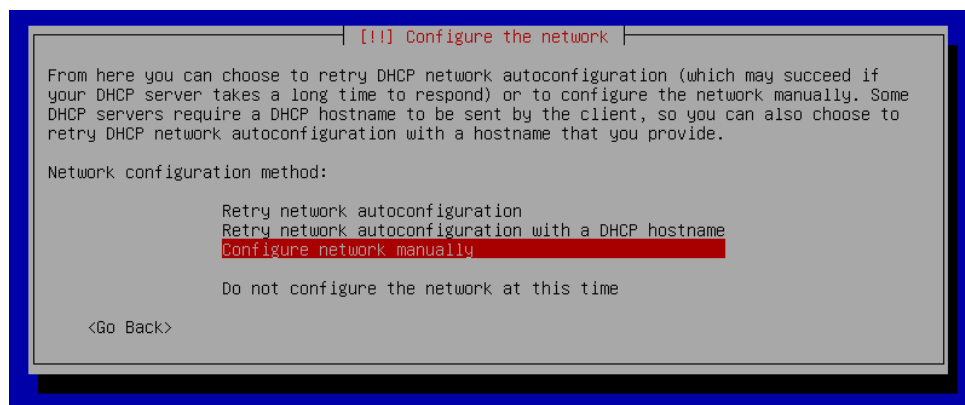 [!!] Configure the network
From here you can choose to retry DHCP network autoconfiguration (which may succeed if
your DHCP server takes a long time to respond) or to configure the network manually. Some
DHCP servers require a DHCP hostname to be sent by the client, so you can also choose to
retry DHCP network autoconfiguration with a hostname that you provide.
Network configuration method:
Retry network autoconfiguration
Retry network autoconfiguration with a DHCP hostname
Configure network manually
Do not configure the network at this time
<Go Back>